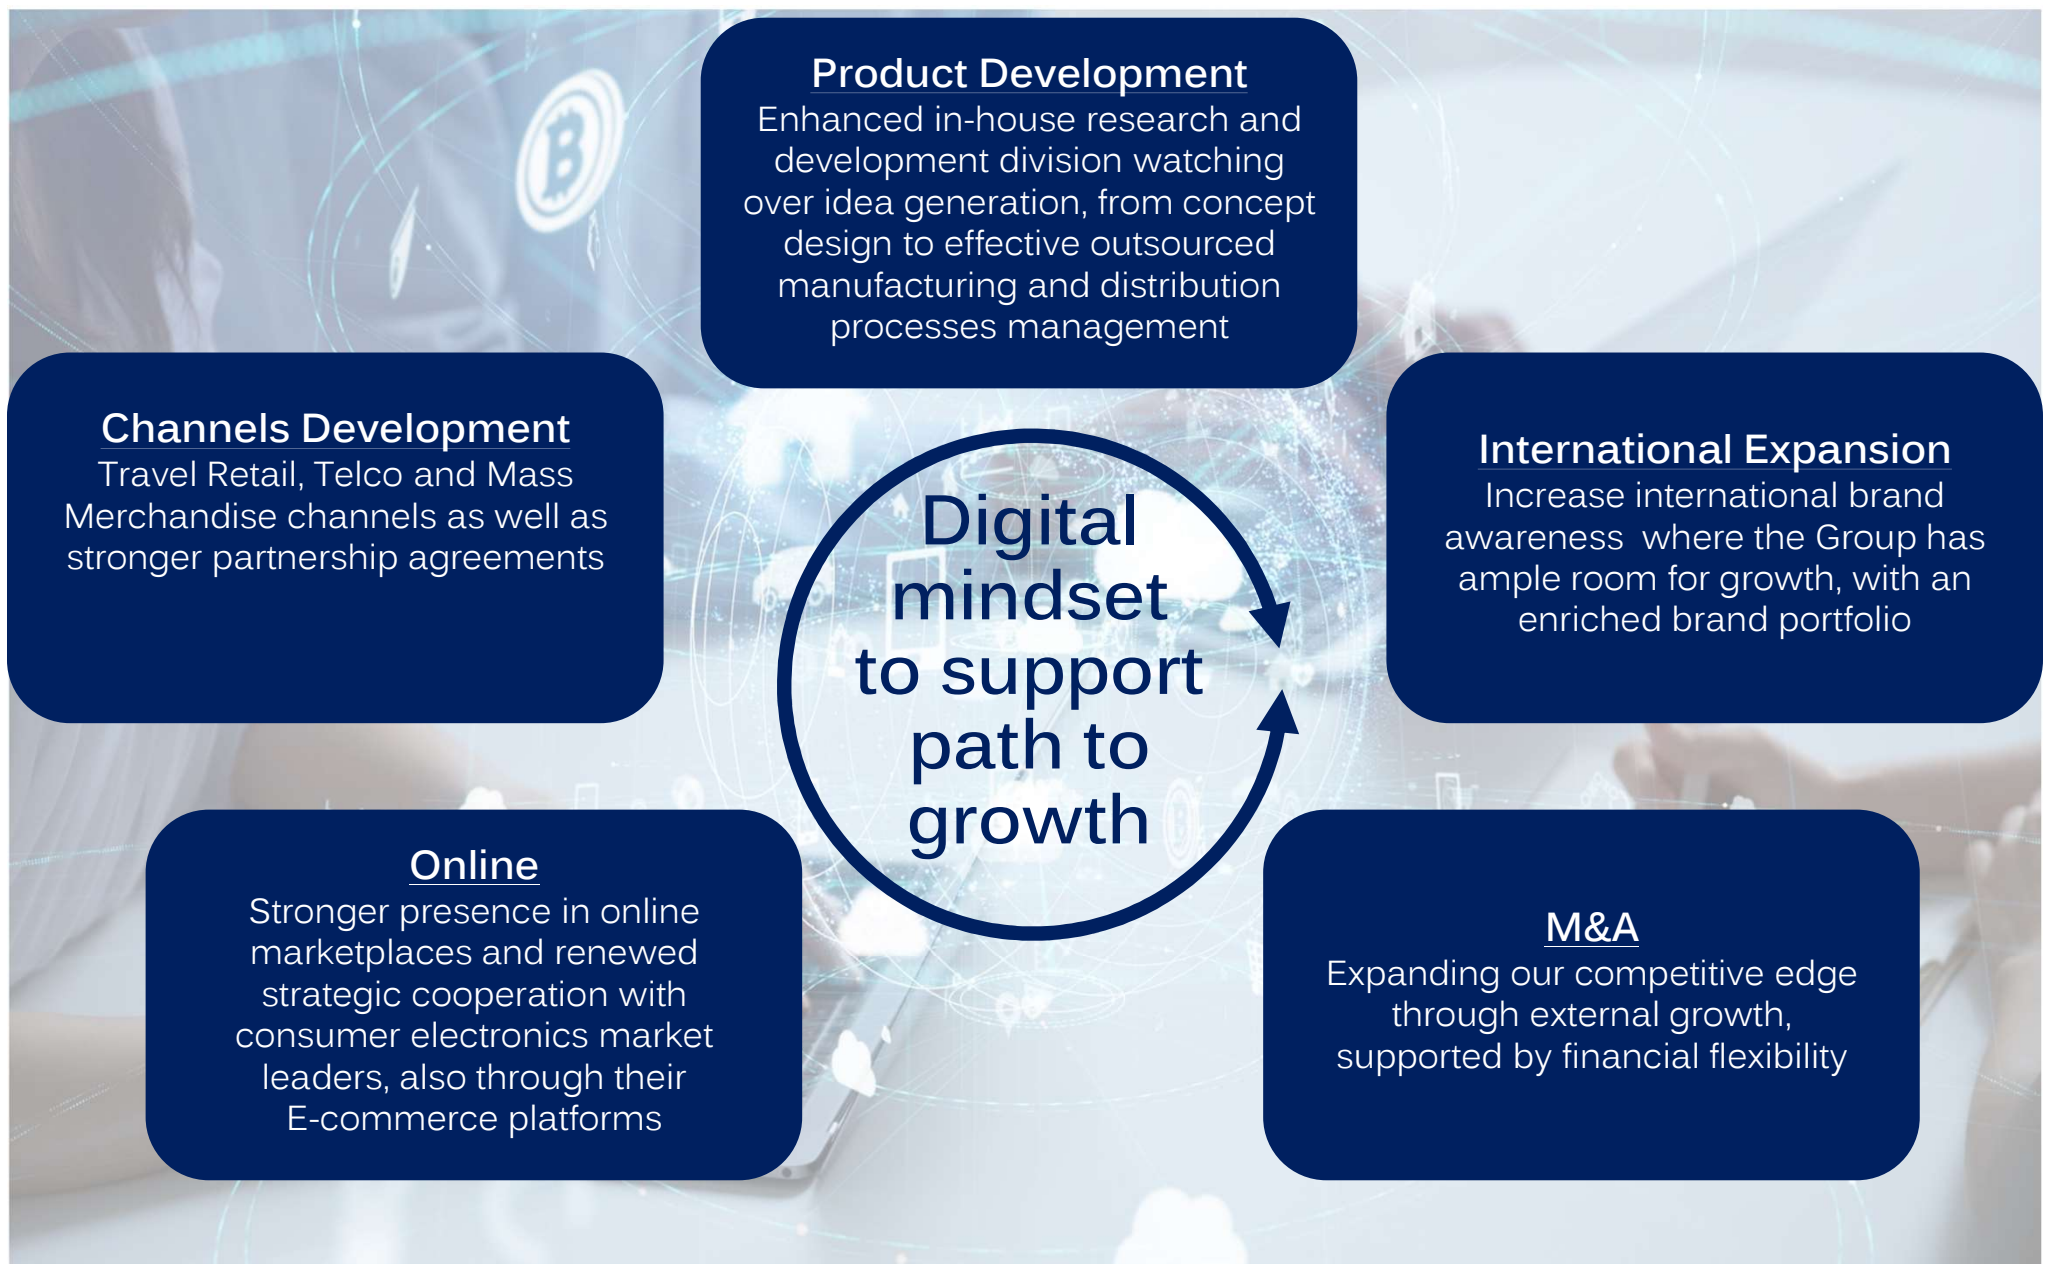 Product Development
Enhanced in-house research and
development division watching
over idea generation, from concept
design to effective outsourced
manufacturing and distribution
processes management
Channels Development
Travel Retail, Telco and Mass
Merchandise channels as well as
stronger partnership agreements
International Expansion
Increase international brand
awareness  where the Group has
ample room for growth, with an
enriched brand portfolio
Digital
mindset
to support
path to
growth
Online
Stronger presence in online
marketplaces and renewed
strategic cooperation with
consumer electronics market
leaders, also through their
E-commerce platforms
M&A
Expanding our competitive edge
through external growth,
supported by financial flexibility